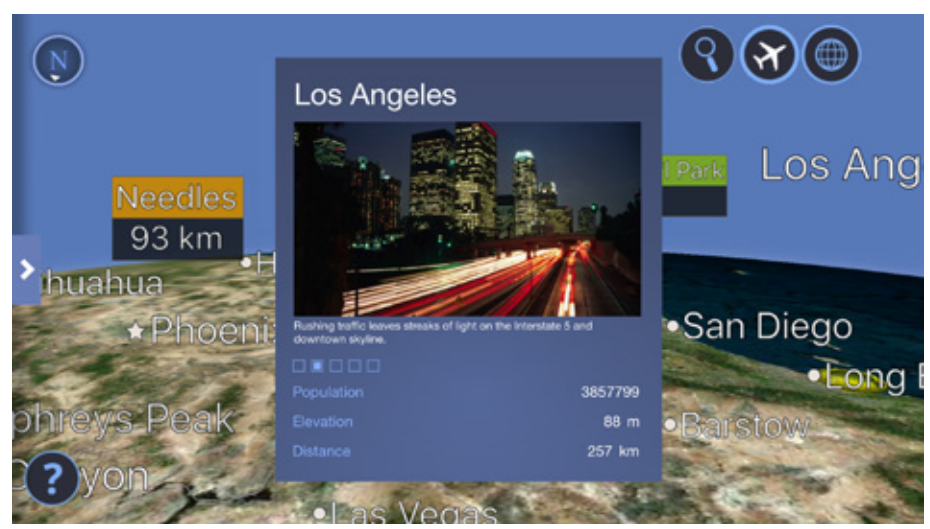 N
Los Angeles
l Park
Los Ang
Needles
93 km
huahua
Phoeni
Rushing traffic leaves streaks of light on the Interstate 5 and
downtown skyline.
San Diego
Long
Population 3857799
Elevation 88 m
Distance 257 km
phreys Peak
Barstow
yon
?
Las Vegas